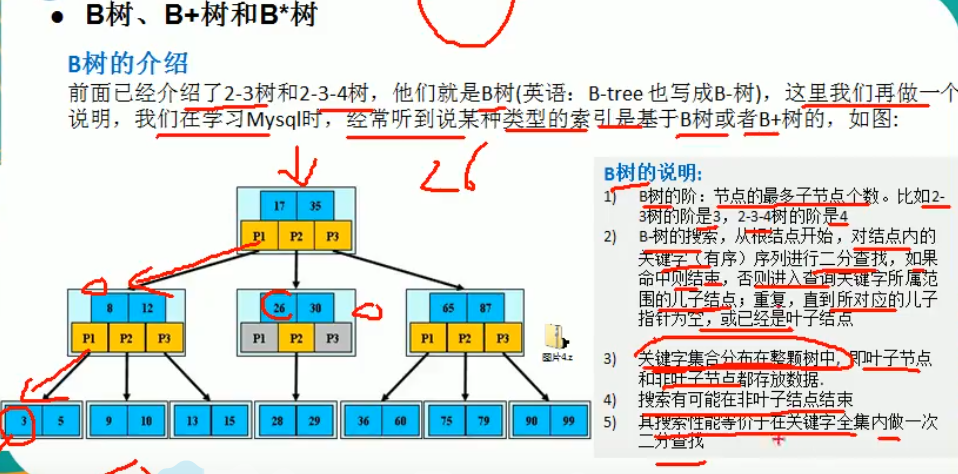 ● B树、B+树和B*树
B树的介绍
前面已经介绍了2-3树和2-3-4树，他们就是B树(英语：B-tree 也写成B-树)，这里我们再做一个
说明，我们在学习Mysql时，经常听到说某种类型的索引是基于B树或者B+树的，如图:
26
17 35
P1 P2 P3
8 12
P1 P2 P3
26 30
P1 P2 P3
65 87
P1 P2 P3
3 5
9 10
13 15
28 29
36 60
75 79
90 99
图片4.z
B树的说明:
1) B树的阶：节点的最多子节点个数。比如2-
3树的阶是3，2-3-4树的阶是4
2) B-树的搜索，从根结点开始，对结点内的
关键字（有序）序列进行二分查找，如果
命中则结束，否则进入查询关键字所属范
围的儿子结点；重复，直到所对应的儿子
指针为空，或已经是叶子结点
3) 关键字集合分布在整颗树中, 即叶子节点
和非叶子节点都存放数据.
4) 搜索有可能在非叶子结点结束
5) 其搜索性能等价于在关键字全集内做一次
二分查找